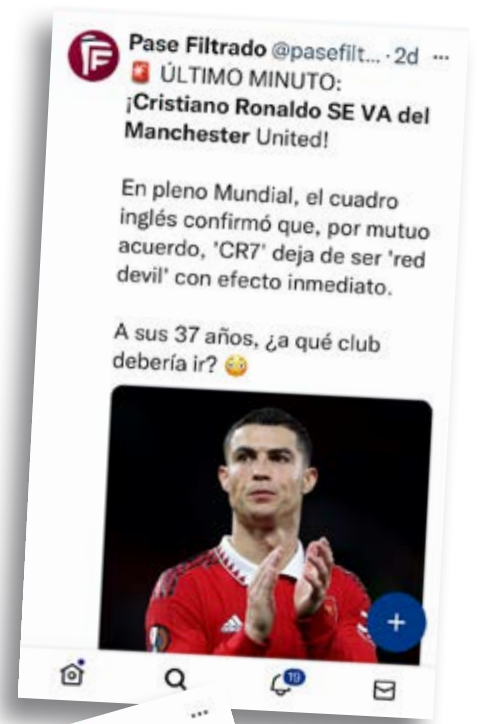 Pase Filtrado @pasefilt... · 2d ...
🚨 ÚLTIMO MINUTO:
¡Cristiano Ronaldo SE VA del
Manchester United!
En pleno Mundial, el cuadro
inglés confirmó que, por mutuo
acuerdo, 'CR7' deja de ser 'red
devil' con efecto inmediato.
A sus 37 años, ¿a qué club
debería ir? 😳
19